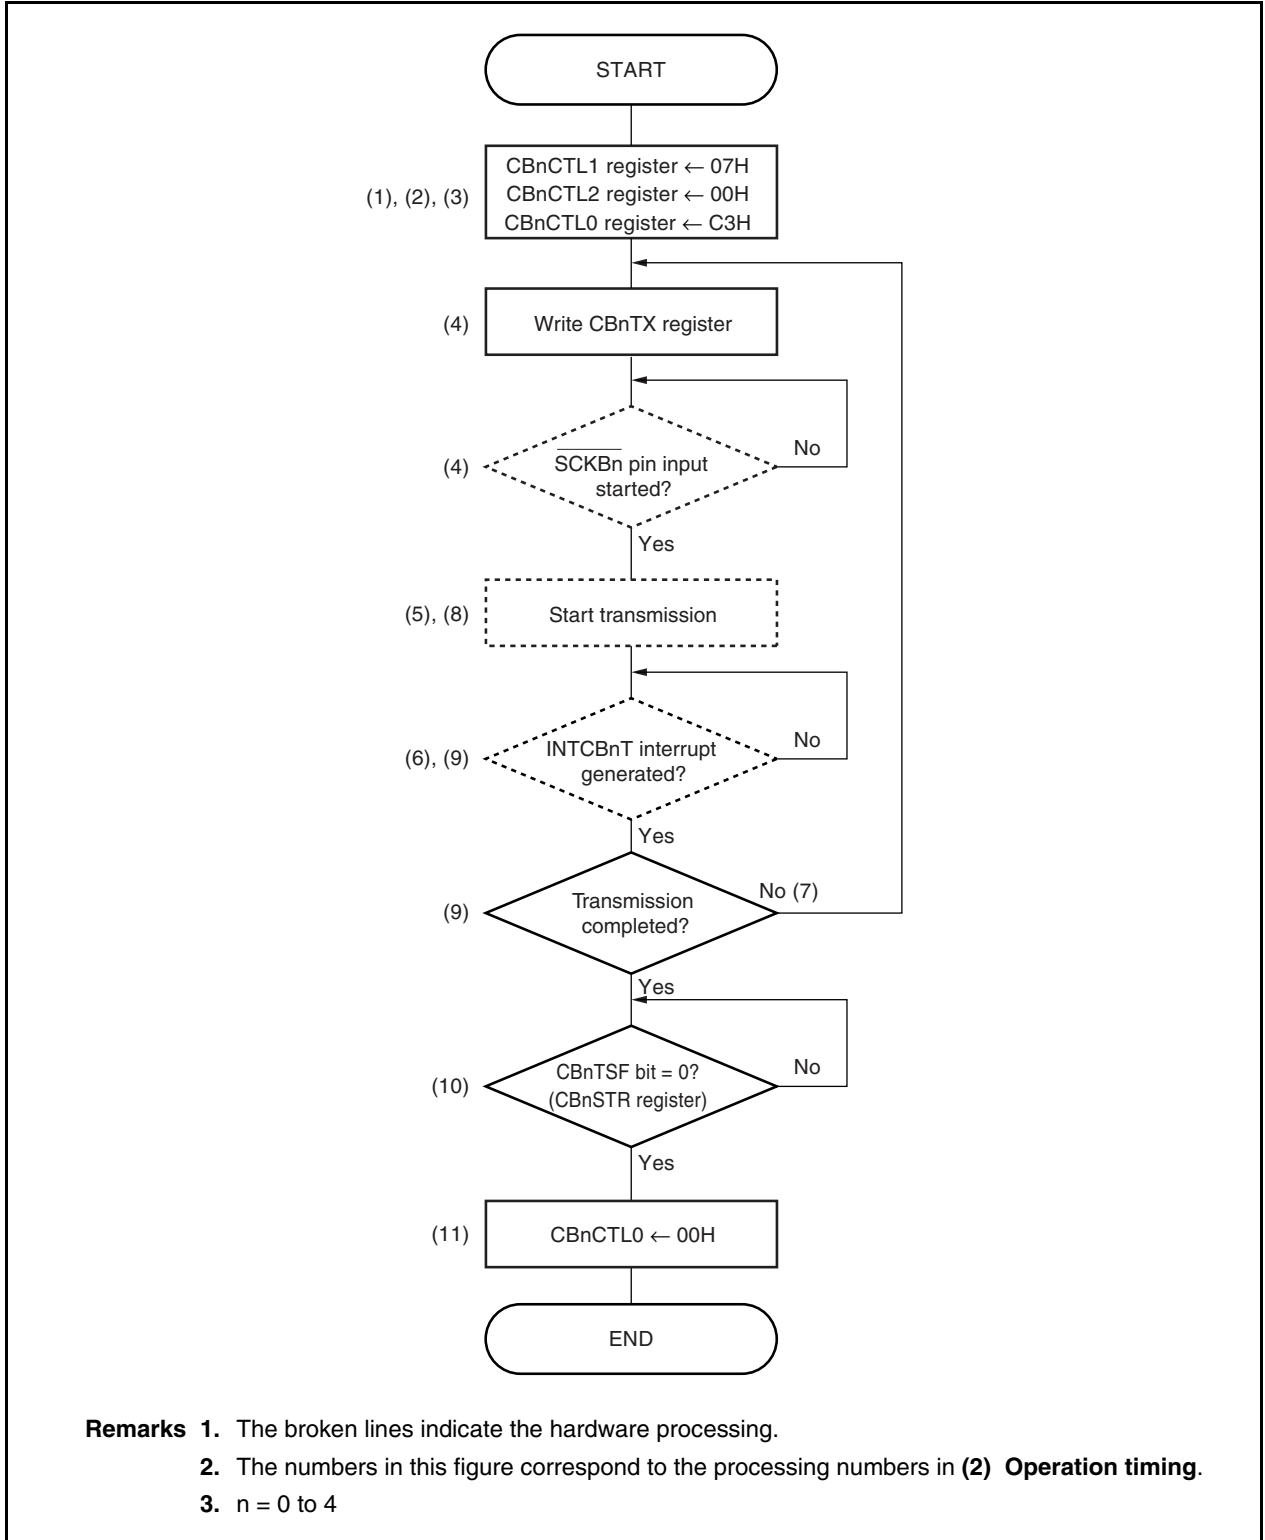 START
CBnCTL1 register ← 07H
(1), (2), (3)
CBnCTL2 register ← 00H
CBnCTL0 register ← C3H
(4)
Write CBnTX register
No
(4)
SCKBn pin input
started?
Yes
(5), (8)
Start transmission
No
(6), (9)
INTCBnT interrupt
generated?
Yes
No (7)
(9)
Transmission
completed?
Yes
No
(10)
CBnTSF bit = 0?
(CBnSTR register)
Yes
(11)
CBnCTL0 ← 00H
END
Remarks 1. The broken lines indicate the hardware processing.
2. The numbers in this figure correspond to the processing numbers in (2) Operation timing.
3. n = 0 to 4